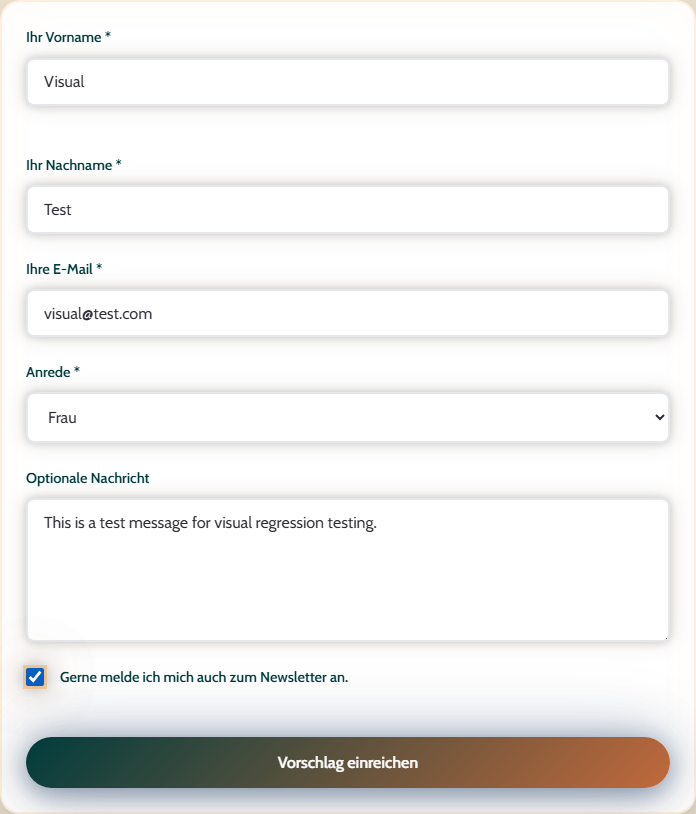 Ihr Vorname *
Visual
Ihr Nachname *
Test
Ihre E-Mail *
visual@test.com
Anrede *
Frau
Optionale Nachricht
This is a test message for visual regression testing.
Gerne melde ich mich auch zum Newsletter an.
Vorschlag einreichen